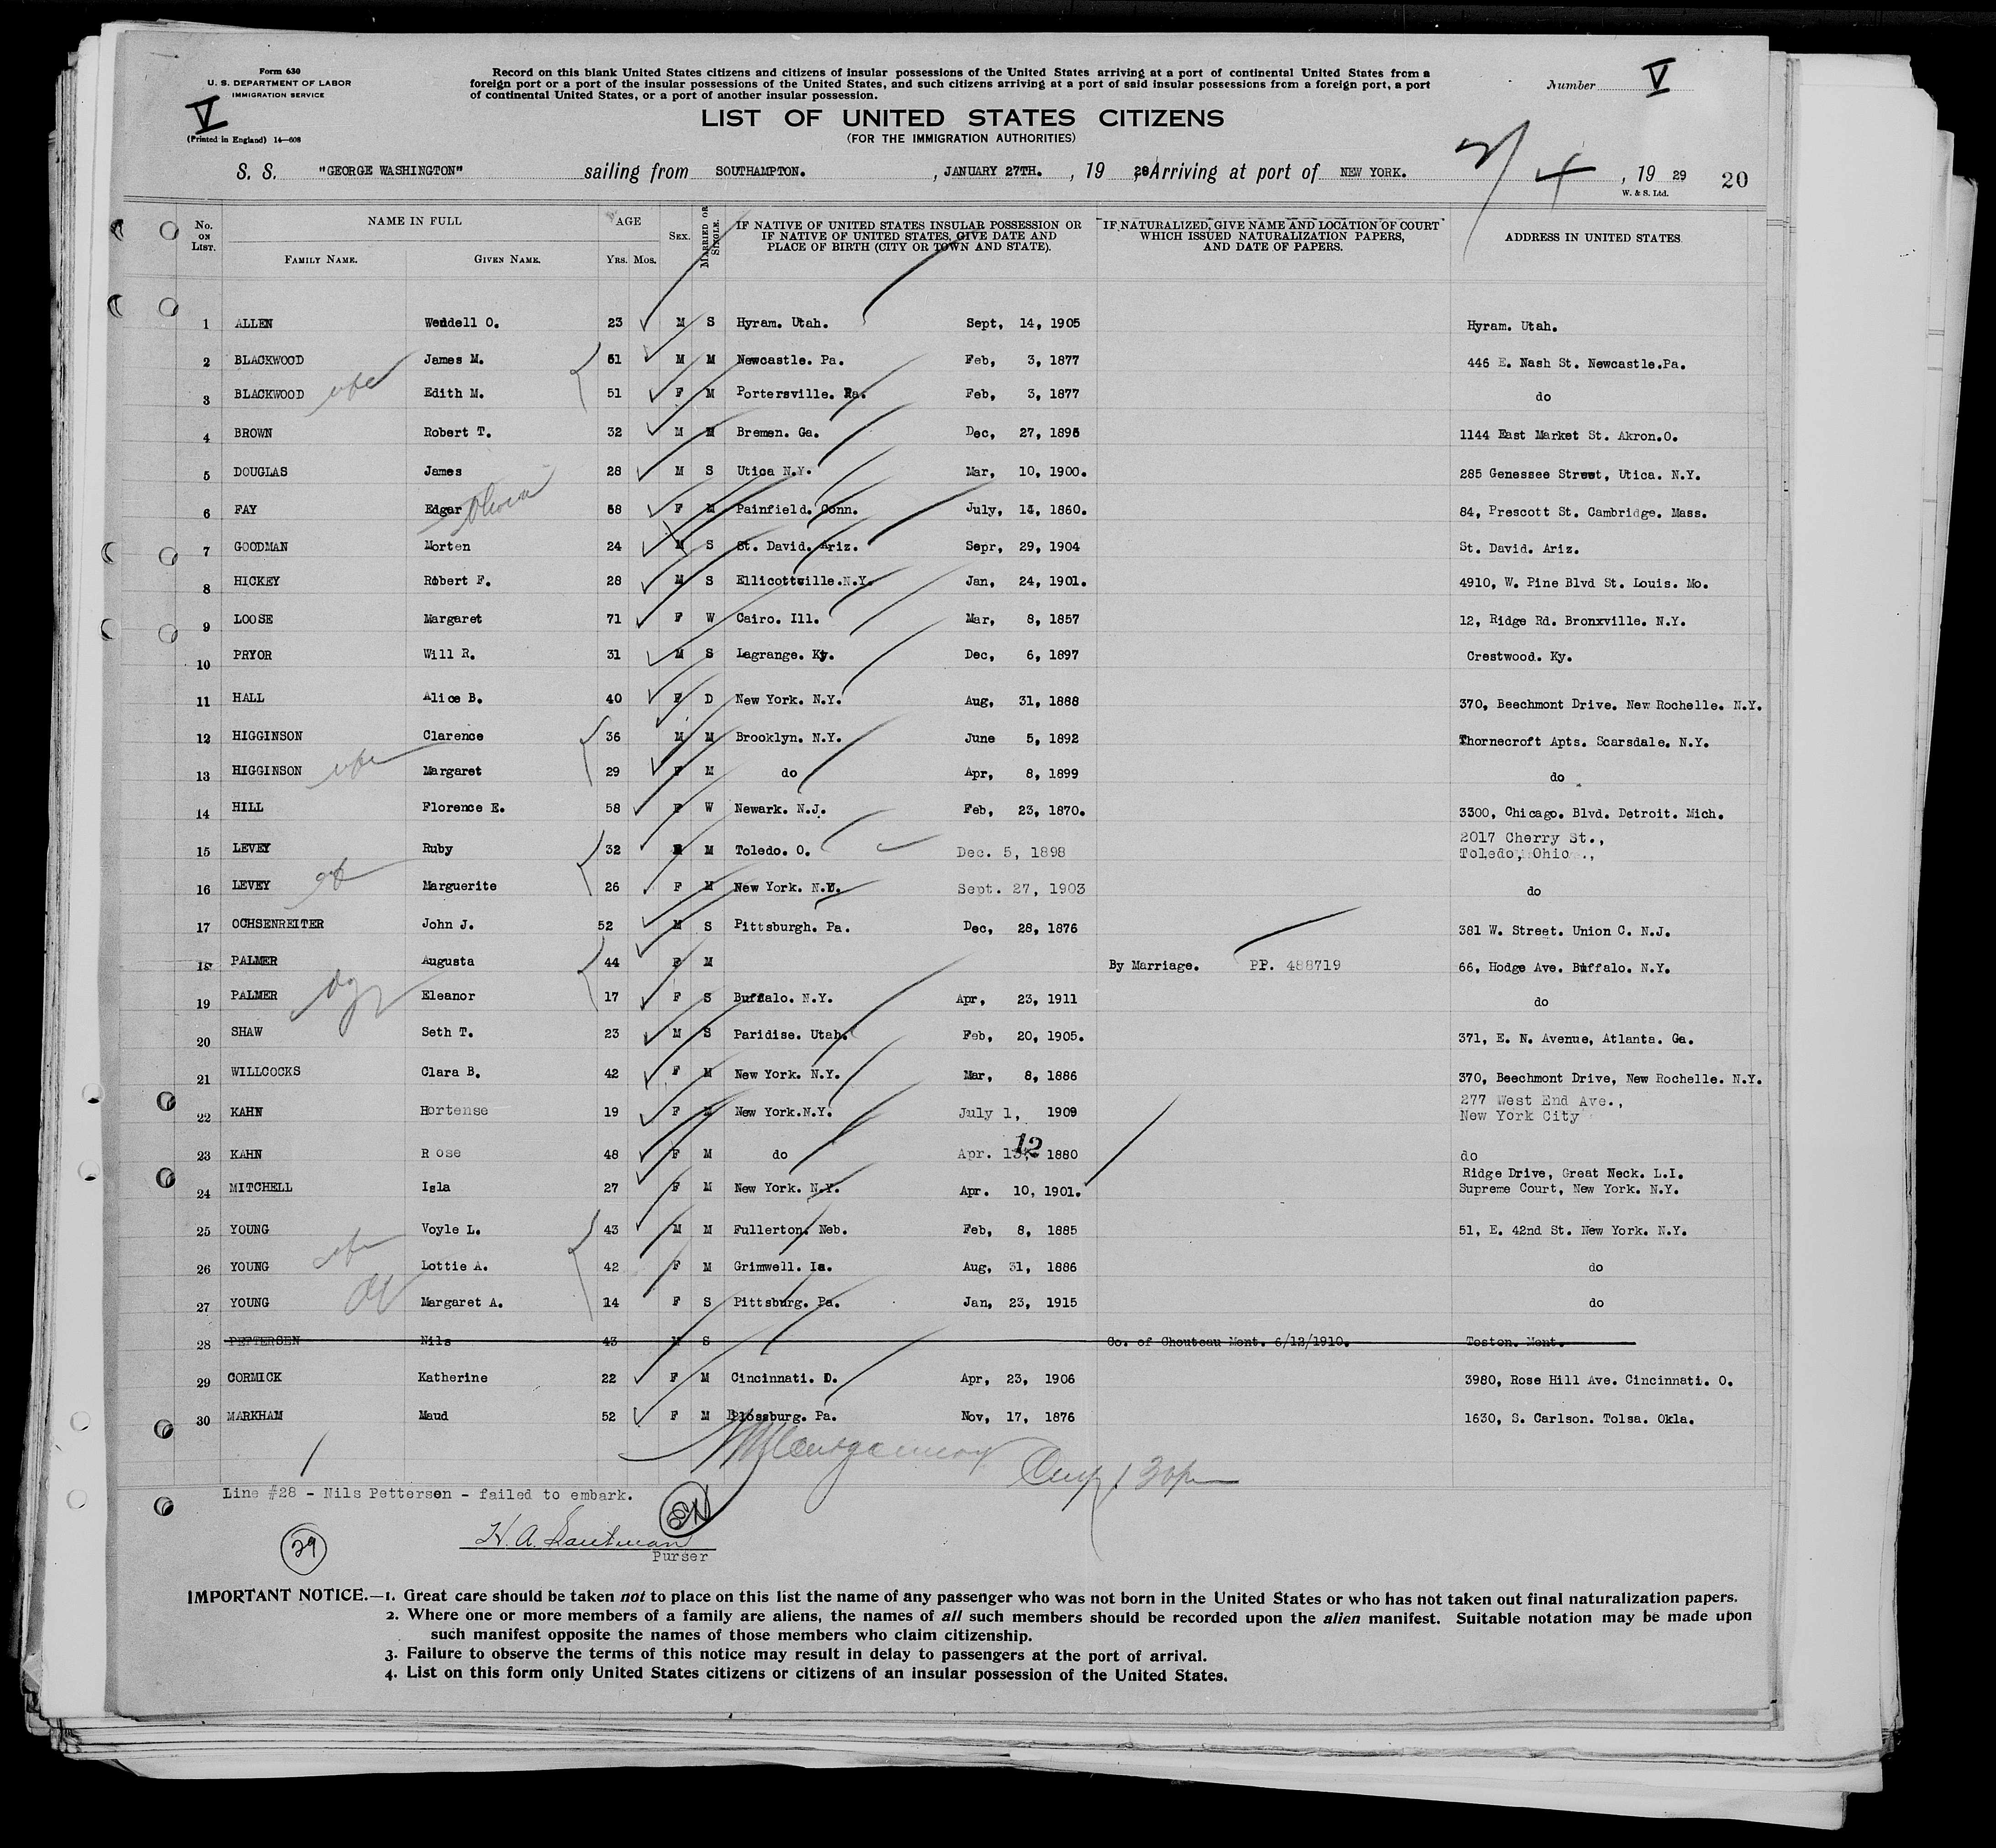 Form 630
U. S. DEPARTMENT OF LABOR
IMMIGRATION SERVICE
V
(Printed in England) 14—608
Record on this blank United States citizens and citizens of insular possessions of the United States arriving at a port of continental United States from a
foreign port or a port of the insular possessions of the United States, and such citizens arriving at a port of said insular possessions from a foreign port, a port
of continental United States, or a port of another insular possession.
Number V
LIST OF UNITED STATES CITIZENS
(FOR THE IMMIGRATION AUTHORITIES)
S. S. "GEORGE WASHINGTON" sailing from SOUTHAMPTON. , JANUARY 27TH. , 19 29 Arriving at port of NEW YORK. 2/4 , 19 29
W. & S. Ltd. 20
No. ON LIST. NAME IN FULL AGE SEX. MARRIED OR SINGLE. IF NATIVE OF UNITED STATES INSULAR POSSESSION OR IF NATIVE OF UNITED STATES, GIVE DATE AND PLACE OF BIRTH (CITY OR TOWN AND STATE). IF NATURALIZED, GIVE NAME AND LOCATION OF COURT WHICH ISSUED NATURALIZATION PAPERS, AND DATE OF PAPERS. ADDRESS IN UNITED STATES
FAMILY NAME. GIVEN NAME. YRS. MOS.
1 ALLEN Wendell O. 23 M S Hyram. Utah. Sept, 14, 1905 Hyram. Utah.
2 BLACKWOOD James M. 51 M M Newcastle. Pa. Feb, 3, 1877 446 E. Nash St. Newcastle.Pa.
3 BLACKWOOD wfe Edith M. 51 F M Portersville. Pa. Feb, 3, 1877 do
4 BROWN Robert T. 32 M M Bremen. Ga. Dec, 27, 1896 1144 East Market St. Akron.O.
5 DOUGLAS James 28 M S Utica N.Y. Mar, 10, 1900. 285 Genessee Street, Utica. N.Y.
6 FAY Edgar 68 F M Painfield. Conn. July, 14, 1860. 84, Prescott St. Cambridge. Mass.
7 GOODMAN Morten 24 M S St. David. Ariz. Sepr, 29, 1904 St. David. Ariz.
8 HICKEY Robert F. 28 M S Ellicottville.N.Y. Jan, 24, 1901. 4910, W. Pine Blvd St. Louis. Mo.
9 LOOSE Margaret 71 F W Cairo. Ill. Mar, 8, 1857 12, Ridge Rd. Bronxville. N.Y.
10 PRYOR Will R. 31 M S Lagrange. Ky. Dec, 6, 1897 Crestwood. Ky.
11 HALL Alice B. 40 F D New York. N.Y. Aug, 31, 1888 370, Beechmont Drive. New Rochelle. N.Y.
12 HIGGINSON Clarence 36 M M Brooklyn. N.Y. June 5, 1892 Thornecroft Apts. Scarsdale. N.Y.
13 HIGGINSON wfe Margaret 29 F M do Apr, 8, 1899 do
14 HILL Florence E. 58 F W Newark. N.J. Feb, 23, 1870. 3300, Chicago. Blvd. Detroit. Mich.
15 LEVEY Ruby 32 M Toledo. O. Dec. 5, 1898 2017 Cherry St.,
Toledo, Ohio .,
16 LEVEY Marguerite 26 F M New York. N.Y. Sept. 27, 1903 do
17 OCHSENREITER John J. 52 M S Pittsburgh. Pa. Dec, 28, 1876 381 W. Street. Union C. N.J.
18 PALMER Augusta 44 F M By Marriage. PP. 488719 66, Hodge Ave. Buffalo. N.Y.
19 PALMER Eleanor 17 F S Buffalo. N.Y. Apr, 23, 1911 do
20 SHAW Seth T. 23 M S Paridise. Utah. Feb, 20, 1905. 371, E. N. Avenue, Atlanta. Ga.
21 WILLCOCKS Clara B. 42 F M New York. N.Y. Mar, 8, 1886 370, Beechmont Drive, New Rochelle. N.Y.
22 KAHN Hortense 19 F M New York.N.Y. July 1, 1909 277 West End Ave.,
New York City
23 KAHN Rose 48 F M do Apr. 12 1880 do
24 MITCHELL Isla 27 F M New York. N.Y. Apr. 10, 1901. Ridge Drive, Great Neck. L.I.
Supreme Court, New York. N.Y.
25 YOUNG Voyle L. 43 M M Fullerton. Neb. Feb, 8, 1885 51, E. 42nd St. New York. N.Y.
26 YOUNG wfe Lottie A. 42 F M Grimwell. Ia. Aug, 31, 1886 do
27 YOUNG Margaret A. 14 F S Pittsburg. Pa. Jan, 23, 1915 do
28 PETTERSEN Nils 43 M S Co. of Chouteau Mont. 6/12/1910. Toston. Mont.
29 CORMICK Katherine 22 F M Cincinnati. O. Apr, 23, 1906 3980, Rose Hill Ave. Cincinnati. O.
30 MARKHAM Maud 52 F M Blossburg. Pa. Nov, 17, 1876 1630, S. Carlson. Tolsa. Okla.
Line #28 - Nils Pettersen - failed to embark.
29
Purser
IMPORTANT NOTICE.—1. Great care should be taken not to place on this list the name of any passenger who was not born in the United States or who has not taken out final naturalization papers.
2. Where one or more members of a family are aliens, the names of all such members should be recorded upon the alien manifest. Suitable notation may be made upon
such manifest opposite the names of those members who claim citizenship.
3. Failure to observe the terms of this notice may result in delay to passengers at the port of arrival.
4. List on this form only United States citizens or citizens of an insular possession of the United States.